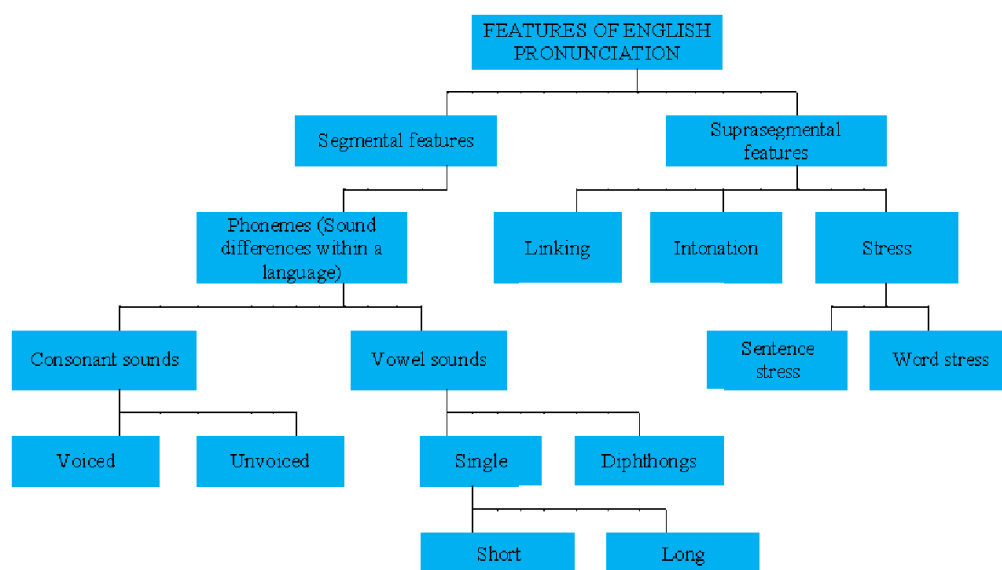 FEATURES OF ENGLISH
PRONUNCIATION
Segmental features
Suprasegmental
features
Phonemes (Sound
differences within a
language)
Linking
Intonation
Stress
Consonant sounds
Vowel sounds
Sentence
stress
Word stress
Voiced
Unvoiced
Single
Diphthongs
Short
Long